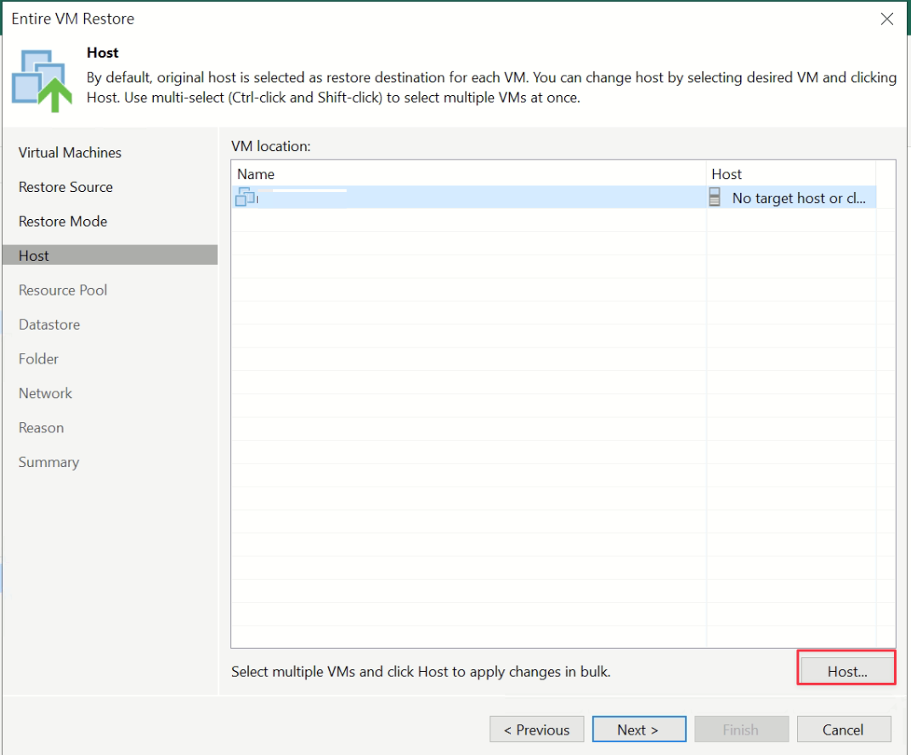 Entire VM Restore
Host
By default, original host is selected as restore destination for each VM. You can change host by selecting desired VM and clicking
Host. Use multi-select (Ctrl-click and Shift-click) to select multiple VMs at once.
Virtual Machines
Restore Source
Restore Mode
Host
Resource Pool
Datastore
Folder
Network
Reason
Summary
VM location:
Name Host
No target host or cl...
Select multiple VMs and click Host to apply changes in bulk.
Host...
< Previous Next > Finish Cancel